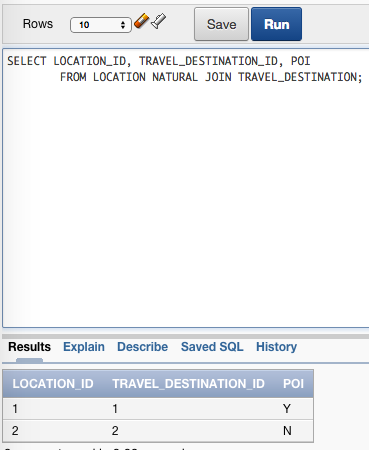 Rows 10 Save Run
SELECT LOCATION_ID, TRAVEL_DESTINATION_ID, POI
FROM LOCATION NATURAL JOIN TRAVEL_DESTINATION;
Results Explain Describe Saved SQL History
LOCATION_ID TRAVEL_DESTINATION_ID POI
1 1 Y
2 2 N